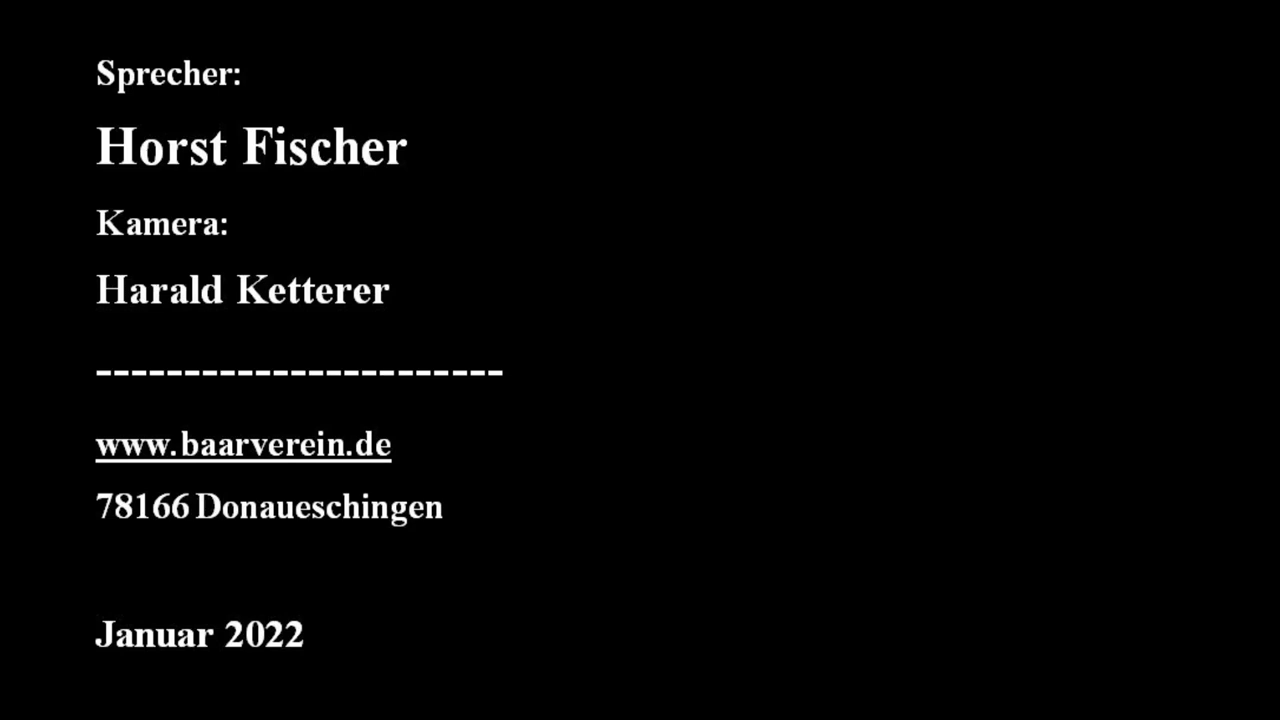 Sprecher:
Horst Fischer
Kamera:
Harald Ketterer
-----------------------
www.baarverein.de
78166 Donaueschingen
Januar 2022